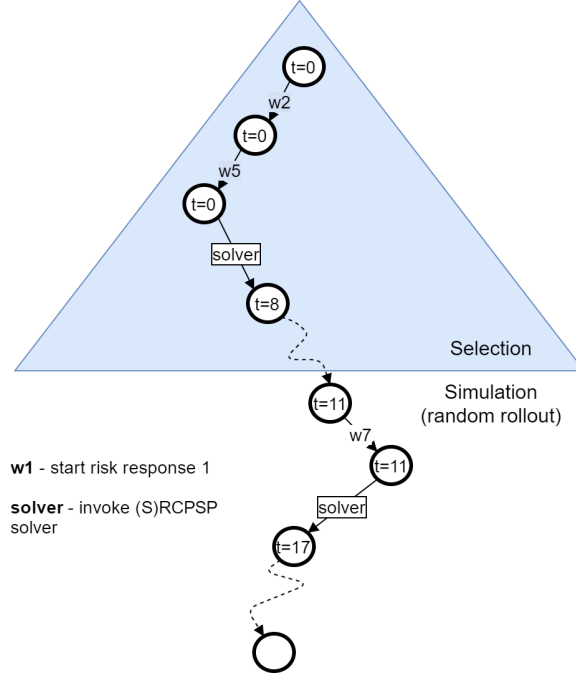 t=0
w2
t=0
w5
t=0
solver
t=8
Selection
Simulation
(random rollout)
t=11
w7
t=11
w1 - start risk response 1
solver - invoke (S)RCPSP
solver
solver
t=17